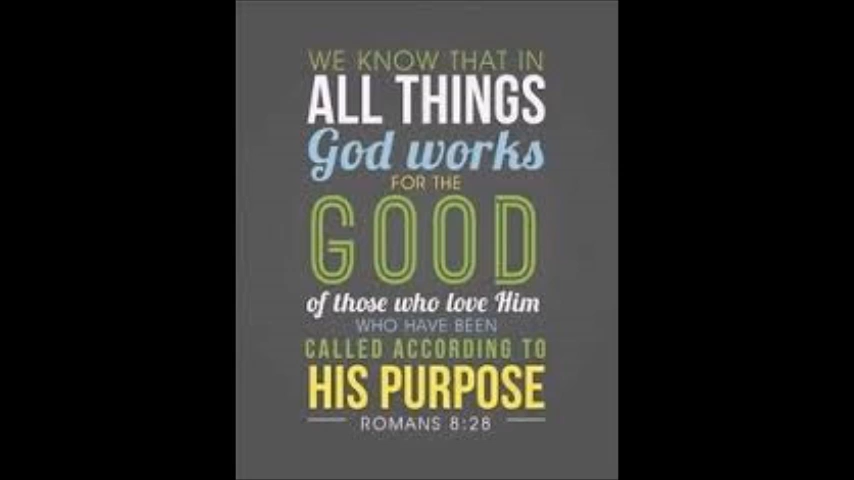 WE KNOW THAT IN
ALL THINGS
God works
FOR THE
GOOD
of those who love Him
WHO HAVE BEEN
CALLED ACCORDING TO
HIS PURPOSE
ROMANS 8:28